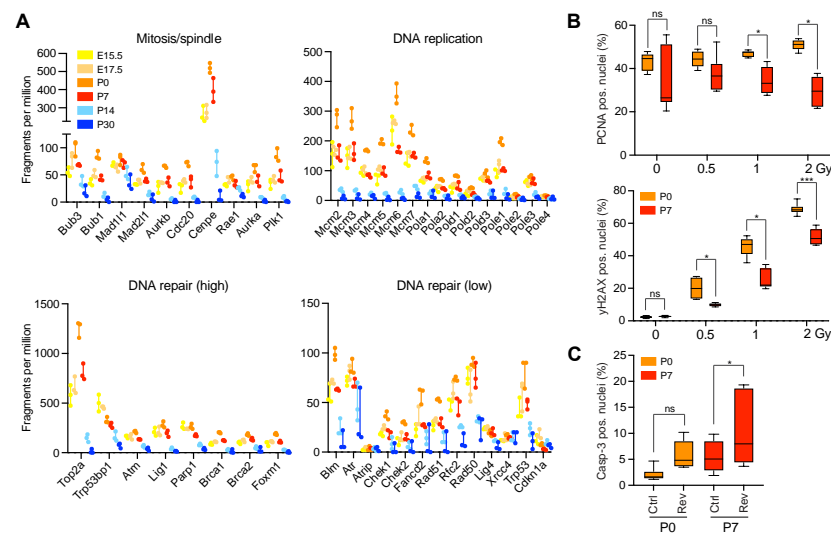 A
Mitosis/spindle
Fragments per million
600
500
400
300
200
100
50
0
E15.5
E17.5
P0
P7
P14
P30
Bub3
Bub1
Mad1l1
Mad2l1
Aurkb
Cdc20
Cenpe
Rae1
Aurka
Plk1
DNA replication
500
400
300
200
100
0
Mcm2
Mcm3
Mcm4
Mcm5
Mcm6
Mcm7
Pola1
Pola2
Pold1
Pold2
Pold3
Pole1
Pole2
Pole3
Pole4
DNA repair (high)
Fragments per million
1500
1000
500
0
Top2a
Trp53bp1
Atm
Lig1
Parp1
Brca1
Brca2
Foxm1
DNA repair (low)
150
100
50
0
Blm
Atr
Atrip
Chek1
Chek2
Fancd2
Rad51
Rfc2
Rad50
Lig4
Xrcc4
Trp53
Cdkn1a
B
PCNA pos. nuclei (%)
60
40
20
0
ns
ns
*
*
0
0.5
1
2 Gy
γH2AX pos. nuclei (%)
80
60
40
20
0
P0
P7
ns
*
*
***
0
0.5
1
2 Gy
C
Casp-3 pos. nuclei (%)
25
20
15
10
5
0
P0
P7
ns
*
Ctrl
Rev
Ctrl
Rev
P0
P7